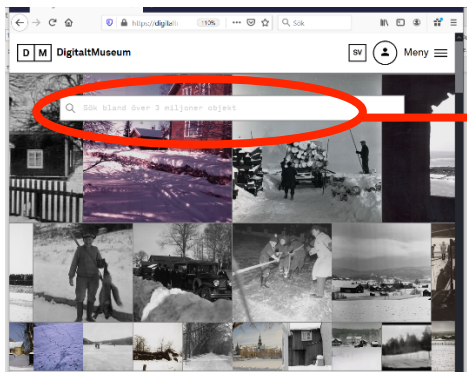 https://digitalt
110%
Sök
D M DigitaltMuseum
SV
Meny
Sök bland över 3 miljoner objekt